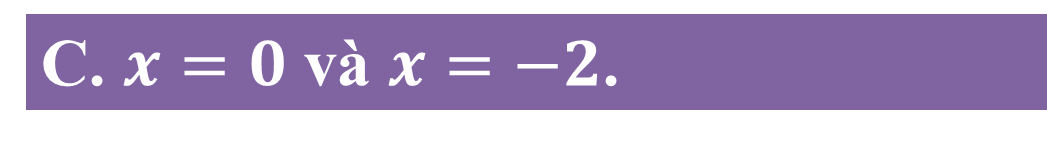 C. x = 0 và x = −2.